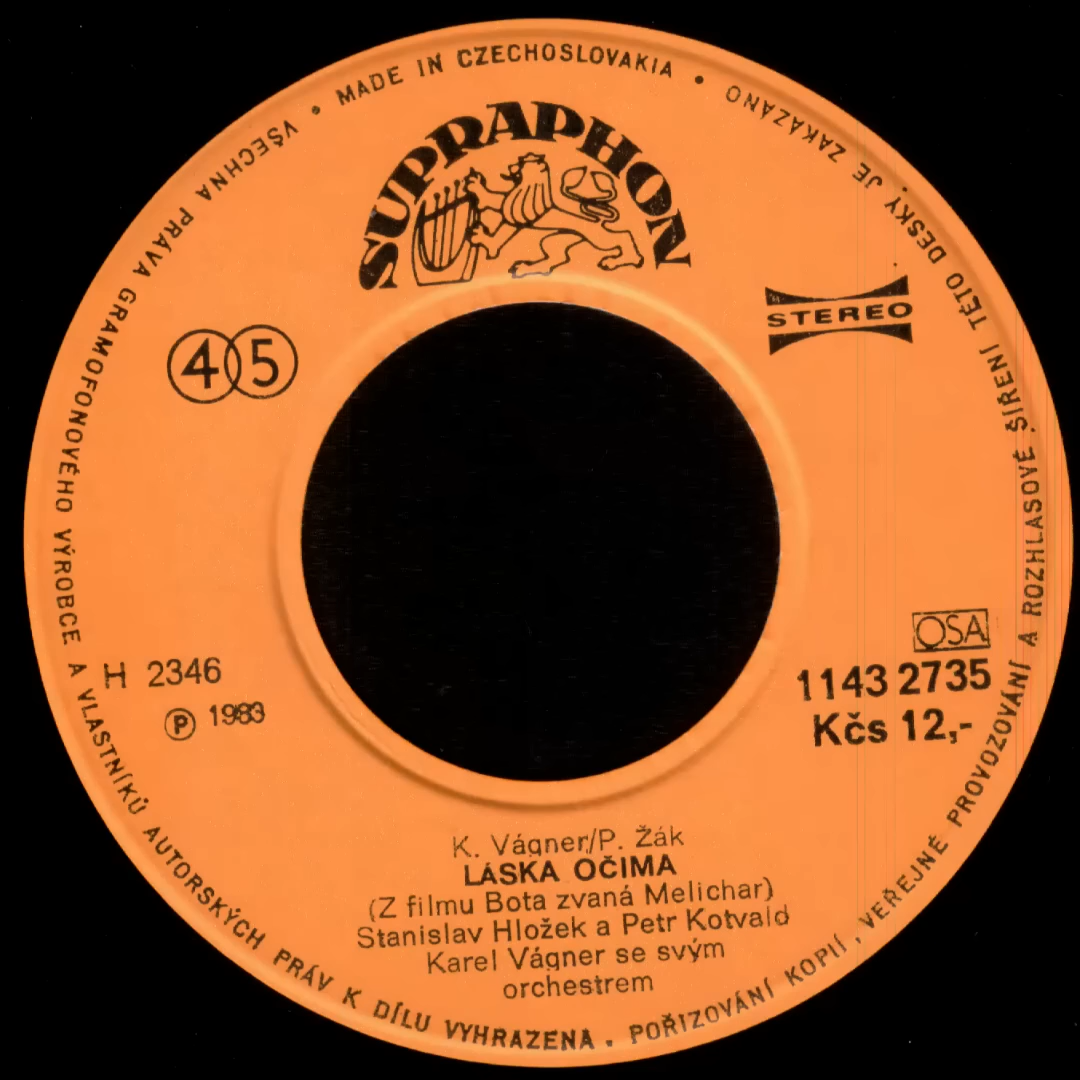 VŠECHNA PRÁVA GRAMOFONOVÉHO VÝROBCE A VLASTNÍKŮ AUTORSKÝCH PRÁV K DÍLU VYHRAZENA . POŘIZOVÁNÍ KOPIÍ, VEŘEJNÉ PROVOZOVÁNÍ A ROZHLASOVÉ ŠÍŘENÍ TÉTO DESKY JE ZAKÁZÁNO
• MADE IN CZECHOSLOVAKIA •
SUPRAPHON
45
STEREO
H 2346
℗ 1983
OSA
1143 2735
Kčs 12,-
K. Vágner/P. Žák
LÁSKA OČIMA
(Z filmu Bota zvaná Melichar)
Stanislav Hložek a Petr Kotvald
Karel Vágner se svým
orchestrem